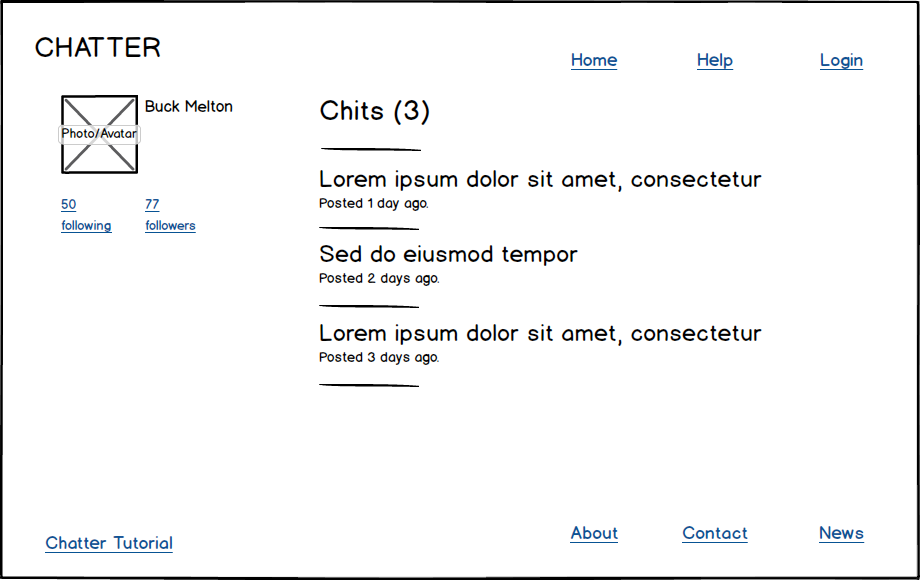 CHATTER
Home Help Login
Photo/Avatar
Buck Melton
50 77
following followers
Chits (3)
Lorem ipsum dolor sit amet, consectetur
Posted 1 day ago.
Sed do eiusmod tempor
Posted 2 days ago.
Lorem ipsum dolor sit amet, consectetur
Posted 3 days ago.
Chatter Tutorial
About Contact News